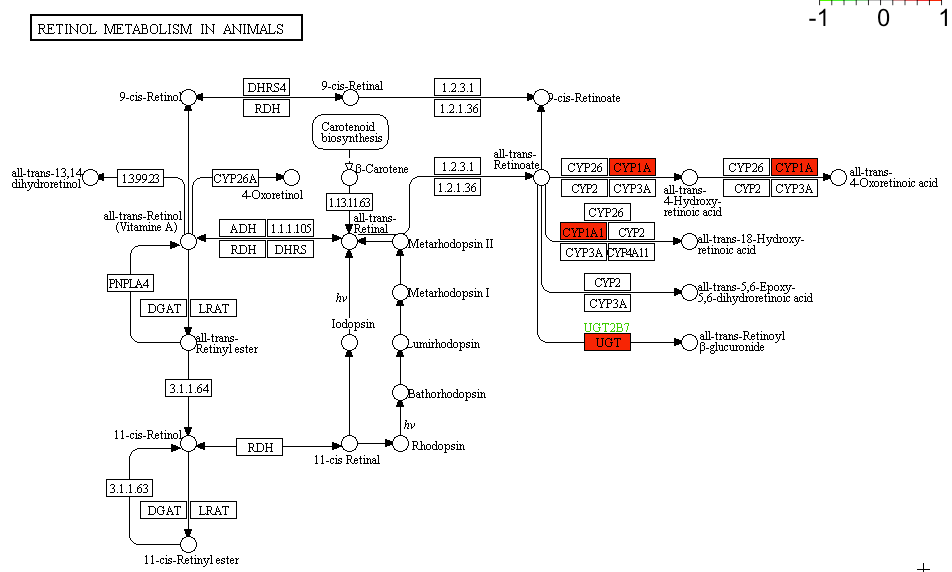 -1 0 1
RETINOL METABOLISM IN ANIMALS
9-cis-Retinol
DHRS4
RDH
9-cis-Retinal
1.2.3.1
1.2.1.36
9-cis-Retinoate
Carotenoid
biosynthesis
all-trans-13,14
dihydroretinol
1.3.99.23
CYP26A
4-Oxoretinol
β-Carotene
1.13.11.63
1.2.3.1
1.2.1.36
all-trans-
Retinoate
CYP26 CYP1A
CYP2 CYP3A
all-trans-
4-Hydroxy-
retinoic acid
CYP26 CYP1A
CYP2 CYP3A
all-trans-
4-Oxoretinoic acid
all-trans-Retinol
(Vitamine A)
ADH 1.1.1.105
RDH DHRS
all-trans-
Retinal
Metarhodopsin II
CYP26
CYP1A1 CYP2
CYP3A CYP4A11
all-trans-18-Hydroxy-
retinoic acid
PNPLA4
DGAT LRAT
hν
Metarhodopsin I
CYP2
CYP3A
all-trans-5,6-Epoxy-
5,6-dihydroretinoic acid
all-trans-
Retinyl ester
Iodopsin
Lumirhodopsin
UGT2B7
UGT
all-trans-Retinoyl
β-glucuronide
3.1.1.64
Bathorhodopsin
hν
11-cis-Retinol
RDH
11-cis Retinal
Rhodopsin
3.1.1.63
DGAT LRAT
11-cis-Retinyl ester